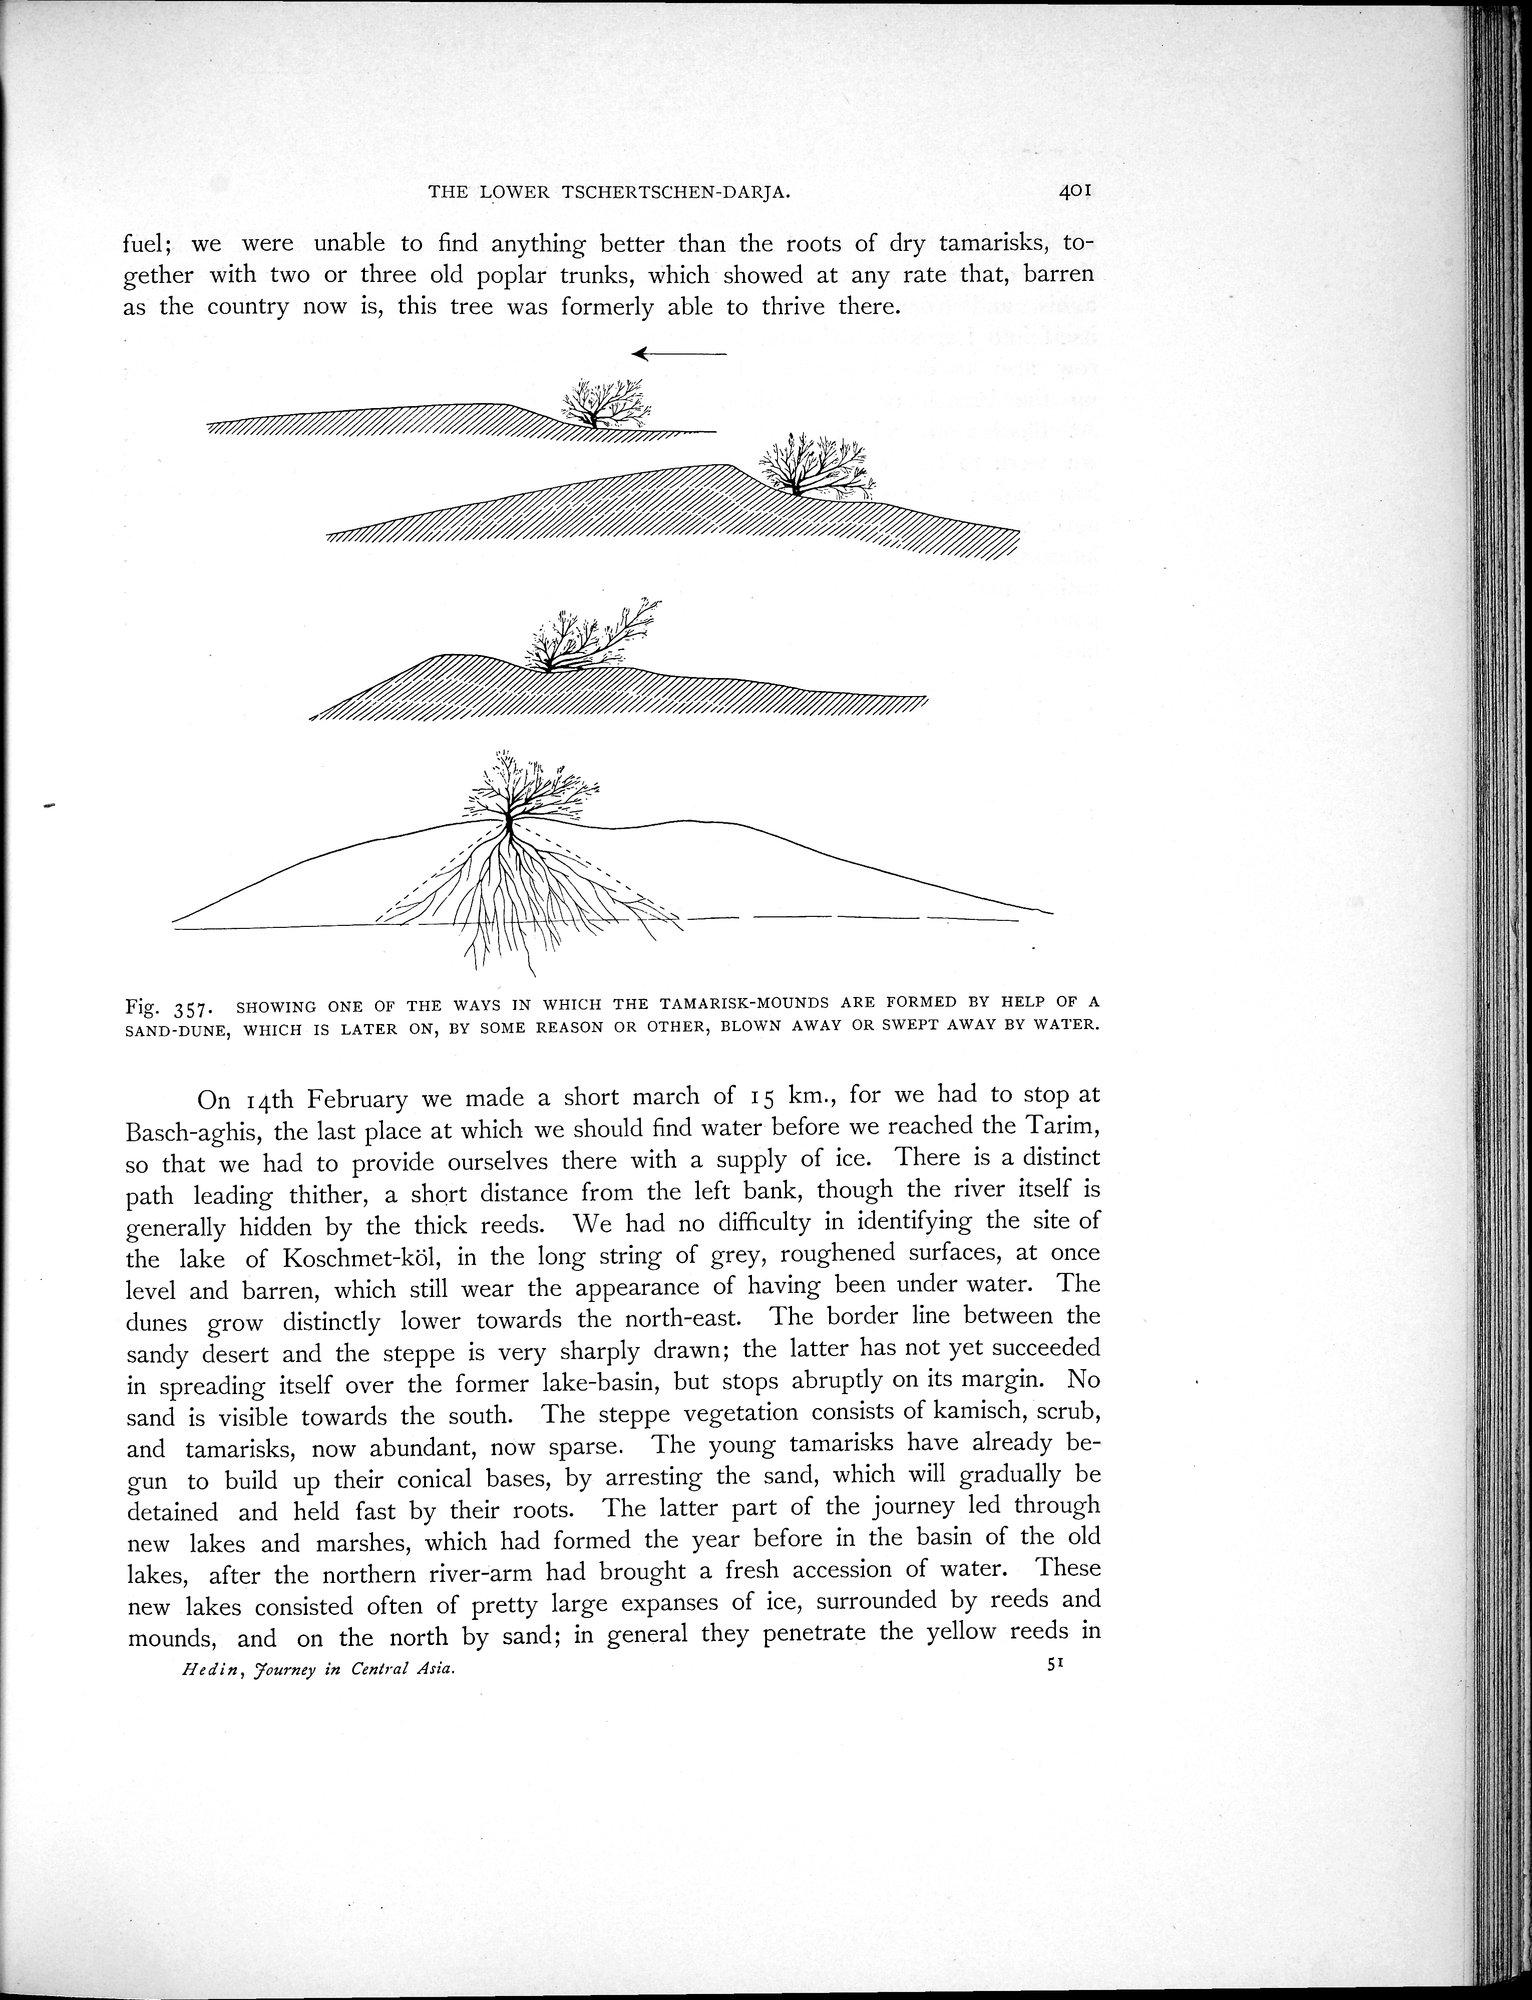 THE LOWER TSCHERTSCHEN-DARJA. 401
fuel; we were unable to find anything better than the roots of dry tamarisks, to-
gether with two or three old poplar trunks, which showed at any rate that, barren
as the country now is, this tree was formerly able to thrive there.
Fig. 357. SHOWING ONE OF THE WAYS IN WHICH THE TAMARISK-MOUNDS ARE FORMED BY HELP OF A
SAND-DUNE, WHICH IS LATER ON, BY SOME REASON OR OTHER, BLOWN AWAY OR SWEPT AWAY BY WATER.
On 14th February we made a short march of 15 km., for we had to stop at
Basch-aghis, the last place at which we should find water before we reached the Tarim,
so that we had to provide ourselves there with a supply of ice. There is a distinct
path leading thither, a short distance from the left bank, though the river itself is
generally hidden by the thick reeds. We had no difficulty in identifying the site of
the lake of Koschmet-köl, in the long string of grey, roughened surfaces, at once
level and barren, which still wear the appearance of having been under water. The
dunes grow distinctly lower towards the north-east. The border line between the
sandy desert and the steppe is very sharply drawn; the latter has not yet succeeded
in spreading itself over the former lake-basin, but stops abruptly on its margin. No
sand is visible towards the south. The steppe vegetation consists of kamisch, scrub,
and tamarisks, now abundant, now sparse. The young tamarisks have already be-
gun to build up their conical bases, by arresting the sand, which will gradually be
detained and held fast by their roots. The latter part of the journey led through
new lakes and marshes, which had formed the year before in the basin of the old
lakes, after the northern river-arm had brought a fresh accession of water. These
new lakes consisted often of pretty large expanses of ice, surrounded by reeds and
mounds, and on the north by sand; in general they penetrate the yellow reeds in
Hedin, Journey in Central Asia. 51